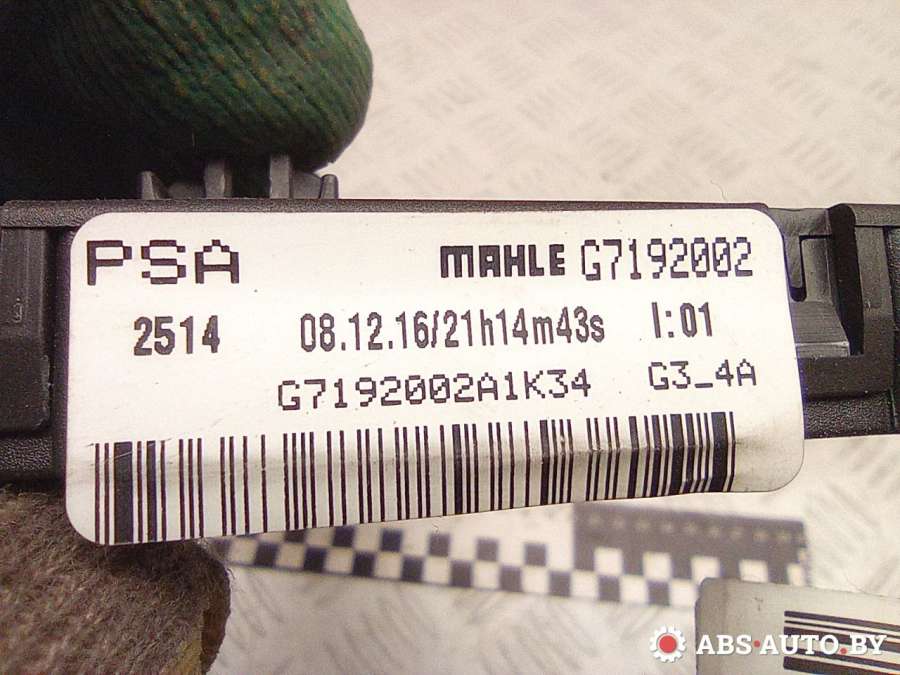 PSA MAHLE G7192002
2514 08.12.16/21h14m43s I:01
G7192002A1K34 G3_4A
ABS-AUTO.BY